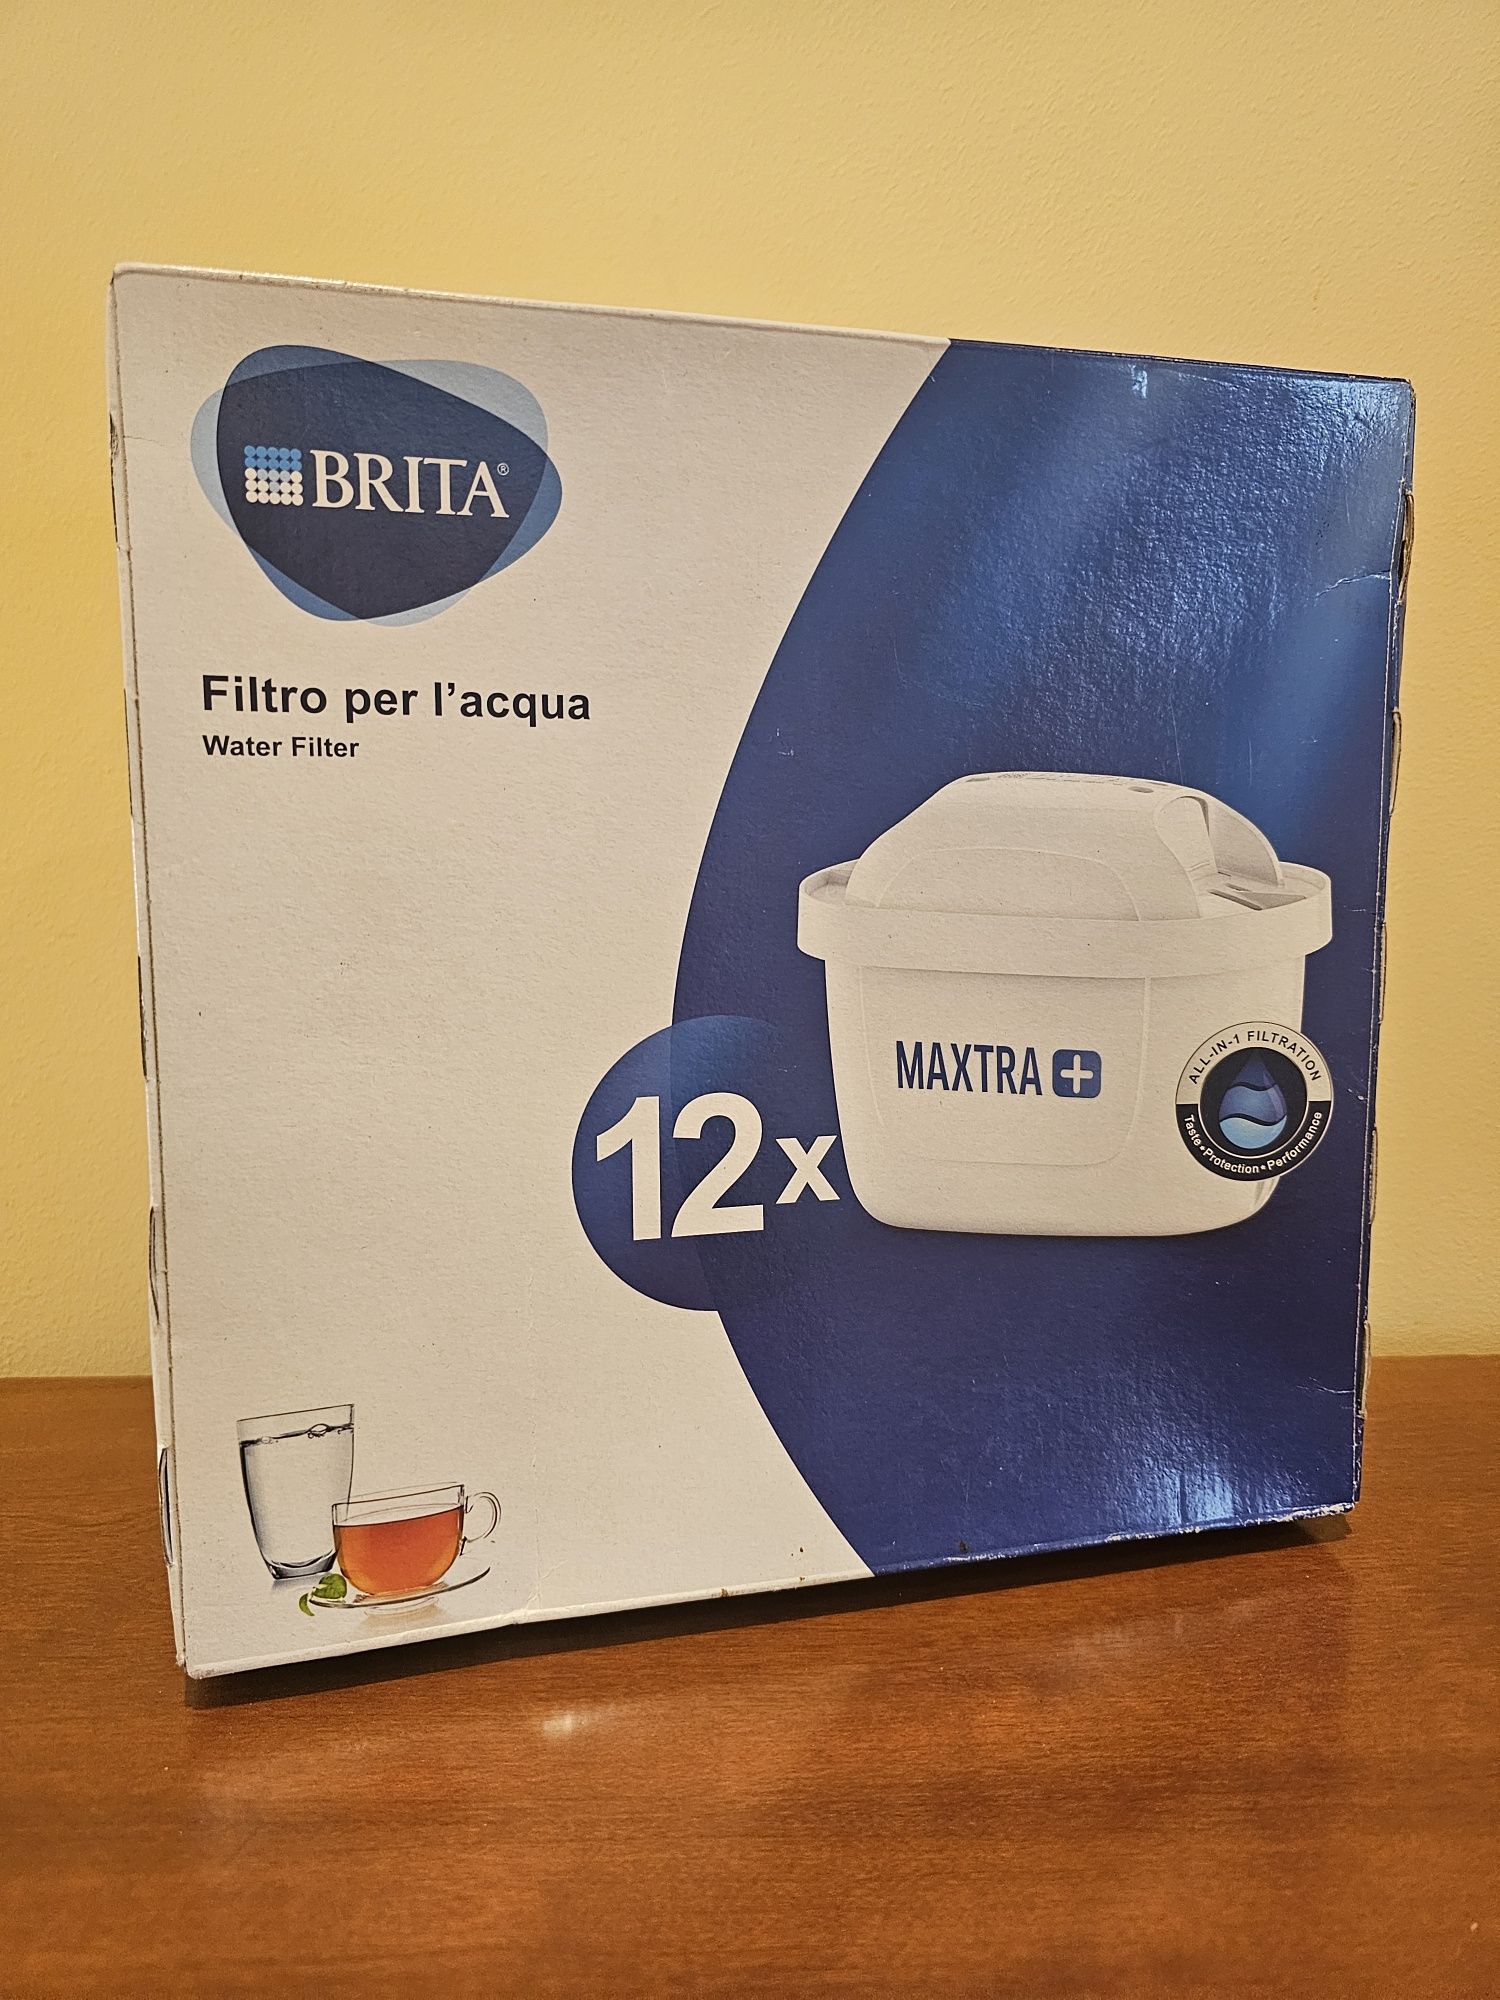 BRITA®
Filtro per l'acqua
Water Filter
12x
MAXTRA +
ALL-IN-1 FILTRATION
Taste•Protection•Performance